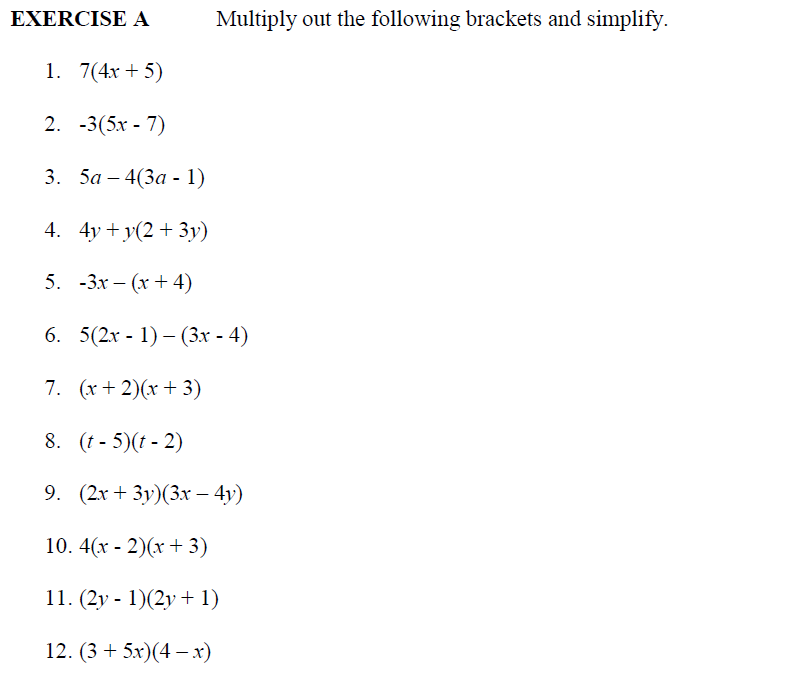 EXERCISE A Multiply out the following brackets and simplify.
1. 7(4x + 5)
2. -3(5x - 7)
3. 5a – 4(3a - 1)
4. 4y + y(2 + 3y)
5. -3x – (x + 4)
6. 5(2x - 1) – (3x - 4)
7. (x + 2)(x + 3)
8. (t - 5)(t - 2)
9. (2x + 3y)(3x – 4y)
10. 4(x - 2)(x + 3)
11. (2y - 1)(2y + 1)
12. (3 + 5x)(4 – x)